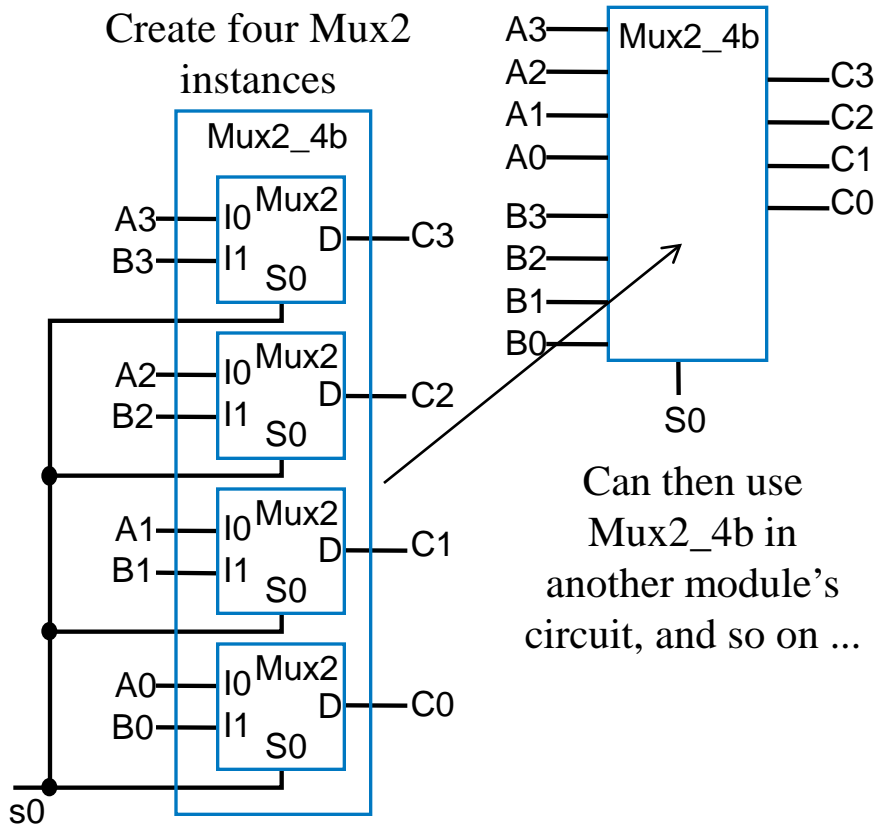 Create four Mux2
instances
Mux2_4b
A3
B3
I0
I1
Mux2
D
S0
C3
A2
B2
I0
I1
Mux2
D
S0
C2
A1
B1
I0
I1
Mux2
D
S0
C1
A0
B0
I0
I1
Mux2
D
S0
C0
s0
Mux2_4b
A3
A2
A1
A0
B3
B2
B1
B0
C3
C2
C1
C0
S0
Can then use
Mux2_4b in
another module’s
circuit, and so on ...